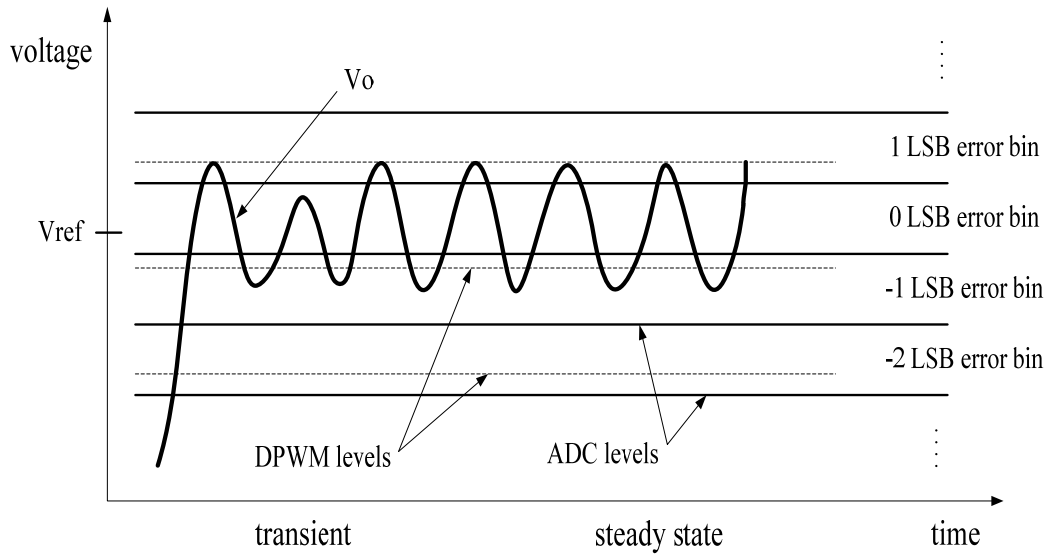 voltage
Vo
1 LSB error bin
0 LSB error bin
Vref
-1 LSB error bin
-2 LSB error bin
DPWM levels
ADC levels
transient
steady state
time